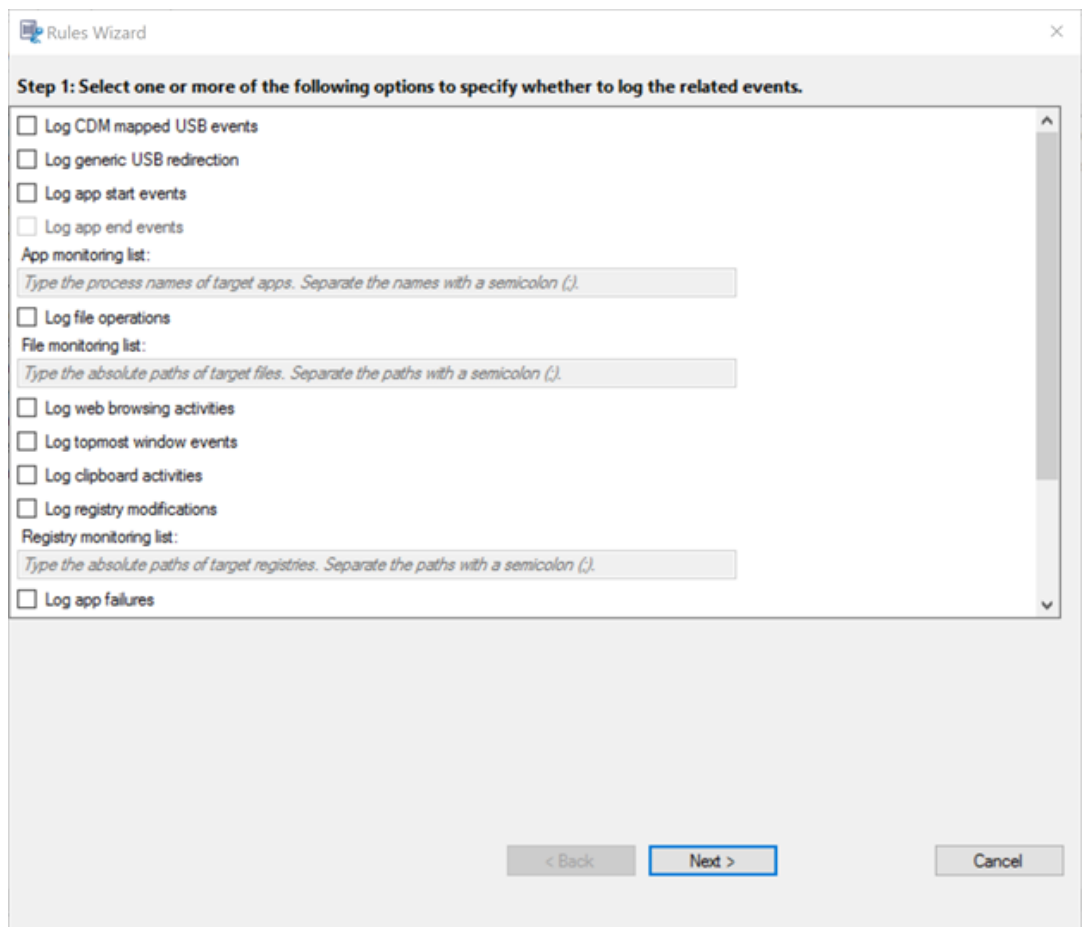 Rules Wizard
Step 1: Select one or more of the following options to specify whether to log the related events.
Log CDM mapped USB events
Log generic USB redirection
Log app start events
Log app end events
App monitoring list:
Type the process names of target apps. Separate the names with a semicolon (;).
Log file operations
File monitoring list:
Type the absolute paths of target files. Separate the paths with a semicolon (;).
Log web browsing activities
Log topmost window events
Log clipboard activities
Log registry modifications
Registry monitoring list:
Type the absolute paths of target registries. Separate the paths with a semicolon (;).
Log app failures
< Back
Next >
Cancel